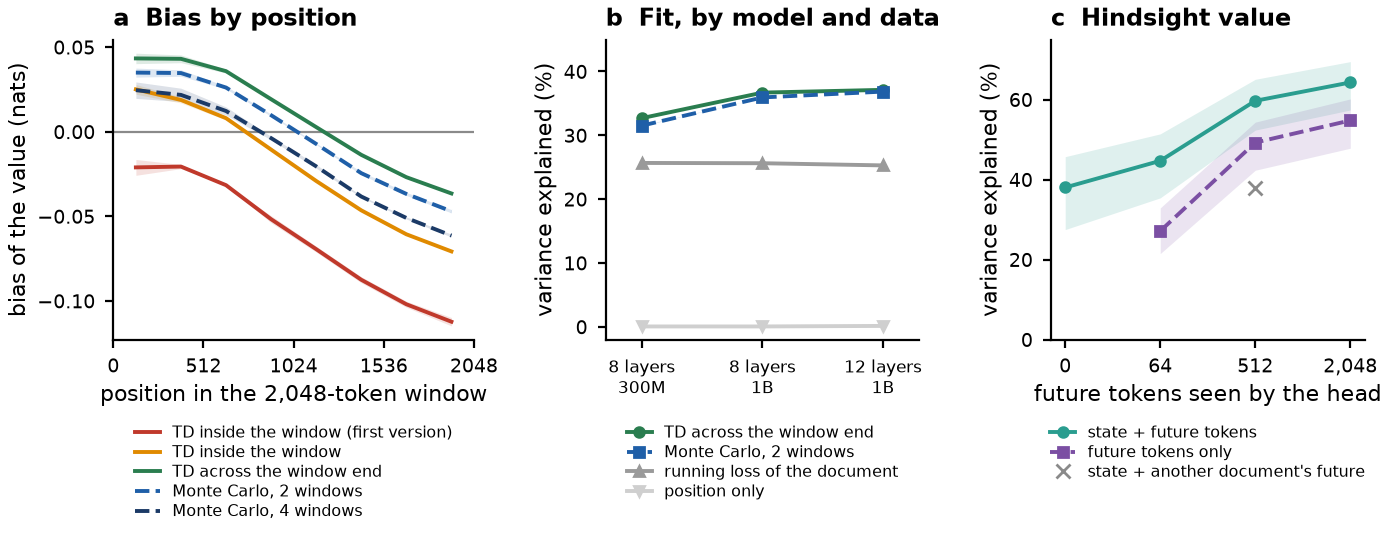 a  Bias by position
bias of the value (nats)
0.05
0.00
−0.05
−0.10
0
512
1024
1536
2048
position in the 2,048-token window
TD inside the window (first version)
TD inside the window
TD across the window end
Monte Carlo, 2 windows
Monte Carlo, 4 windows
b  Fit, by model and data
variance explained (%)
40
30
20
10
0
8 layers
300M
8 layers
1B
12 layers
1B
TD across the window end
Monte Carlo, 2 windows
running loss of the document
position only
c  Hindsight value
variance explained (%)
60
40
20
0
0
64
512
2,048
future tokens seen by the head
state + future tokens
future tokens only
state + another document's future